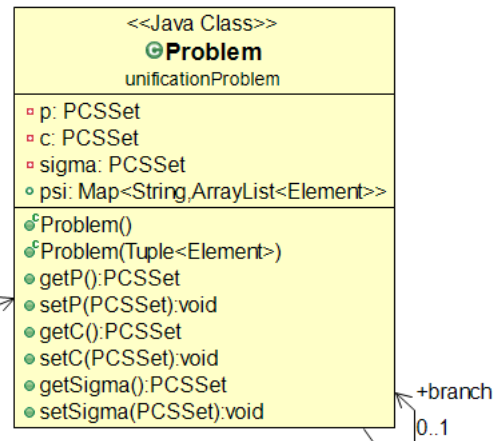 <<Java Class>>
Problem
unificationProblem
p: PCSSet
c: PCSSet
sigma: PCSSet
psi: Map<String,ArrayList<Element>>
Problem()
Problem(Tuple<Element>)
getP():PCSSet
setP(PCSSet):void
getC():PCSSet
setC(PCSSet):void
getSigma():PCSSet
setSigma(PCSSet):void
+branch
0..1